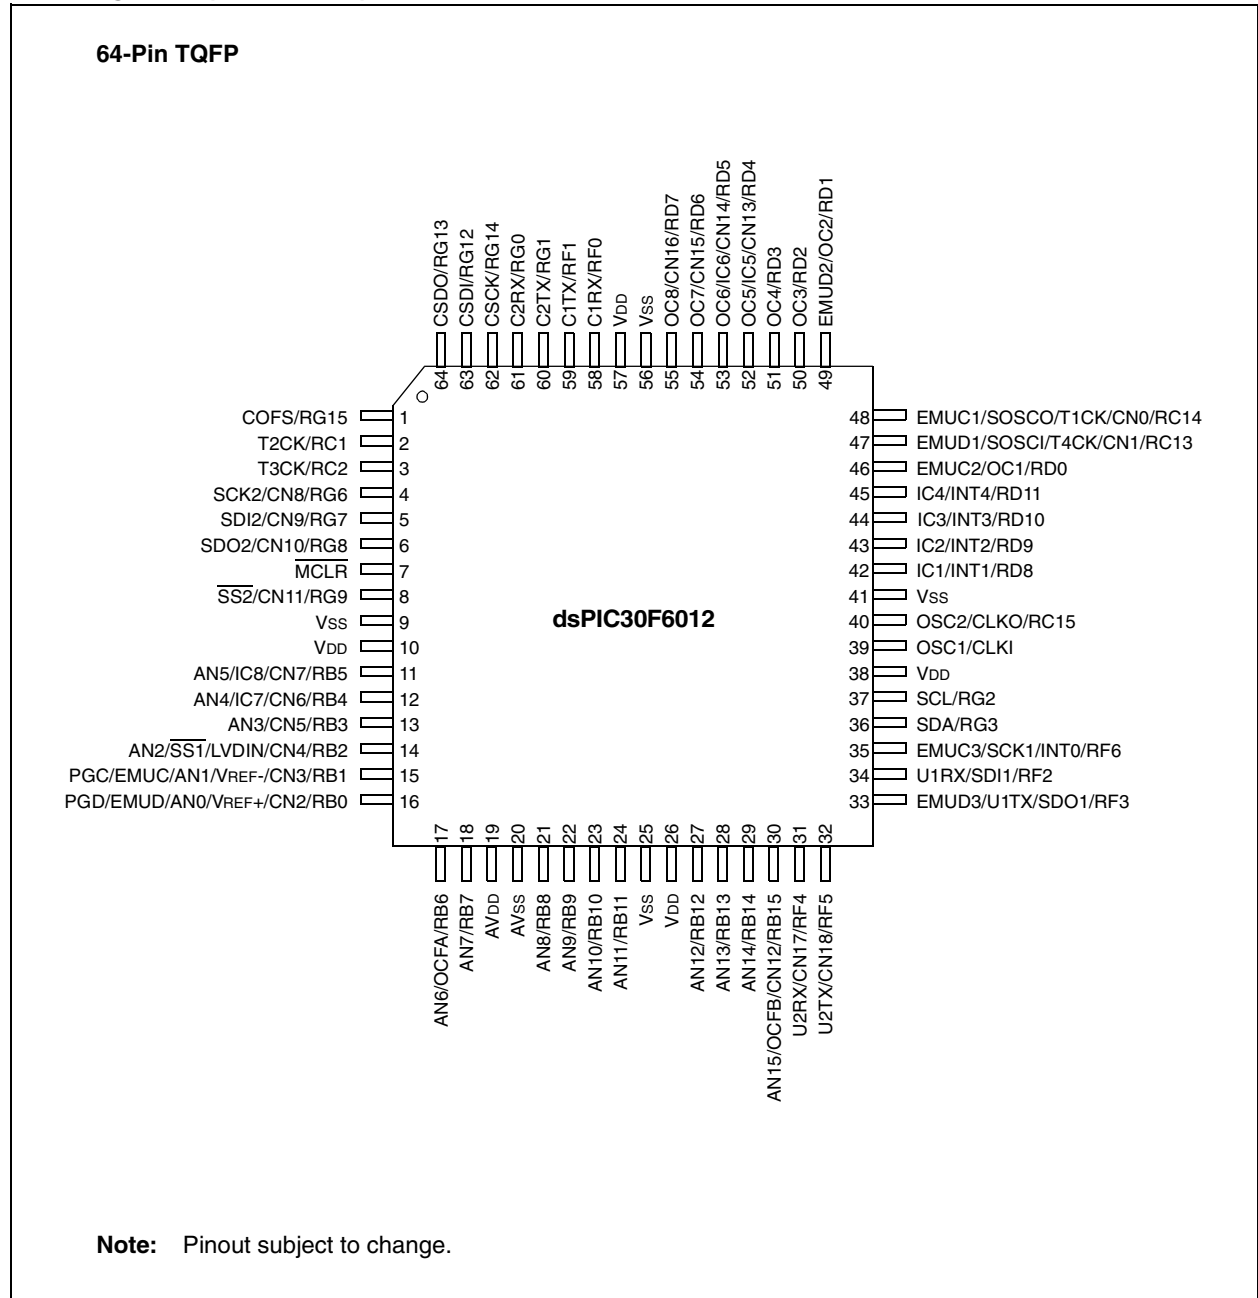 64-Pin TQFP
CSDO/RG13
CSDI/RG12
CSCK/RG14
C2RX/RG0
C2TX/RG1
C1TX/RF1
C1RX/RF0
VDD
VSS
OC8/CN16/RD7
OC7/CN15/RD6
OC6/IC6/CN14/RD5
OC5/IC5/CN13/RD4
OC4/RD3
OC3/RD2
EMUD2/OC2/RD1
64
63
62
61
60
59
58
57
56
55
54
53
52
51
50
49
COFS/RG15 1
T2CK/RC1 2
T3CK/RC2 3
SCK2/CN8/RG6 4
SDI2/CN9/RG7 5
SDO2/CN10/RG8 6
MCLR 7
SS2/CN11/RG9 8
VSS 9
VDD 10
AN5/IC8/CN7/RB5 11
AN4/IC7/CN6/RB4 12
AN3/CN5/RB3 13
AN2/SS1/LVDIN/CN4/RB2 14
PGC/EMUC/AN1/VREF-/CN3/RB1 15
PGD/EMUD/AN0/VREF+/CN2/RB0 16
dsPIC30F6012
48 EMUC1/SOSCO/T1CK/CN0/RC14
47 EMUD1/SOSCI/T4CK/CN1/RC13
46 EMUC2/OC1/RD0
45 IC4/INT4/RD11
44 IC3/INT3/RD10
43 IC2/INT2/RD9
42 IC1/INT1/RD8
41 VSS
40 OSC2/CLKO/RC15
39 OSC1/CLKI
38 VDD
37 SCL/RG2
36 SDA/RG3
35 EMUC3/SCK1/INT0/RF6
34 U1RX/SDI1/RF2
33 EMUD3/U1TX/SDO1/RF3
17
18
19
20
21
22
23
24
25
26
27
28
29
30
31
32
AN6/OCFA/RB6
AN7/RB7
AVDD
AVSS
AN8/RB8
AN9/RB9
AN10/RB10
AN11/RB11
VSS
VDD
AN12/RB12
AN13/RB13
AN14/RB14
AN15/OCFB/CN12/RB15
U2RX/CN17/RF4
U2TX/CN18/RF5
Note: Pinout subject to change.